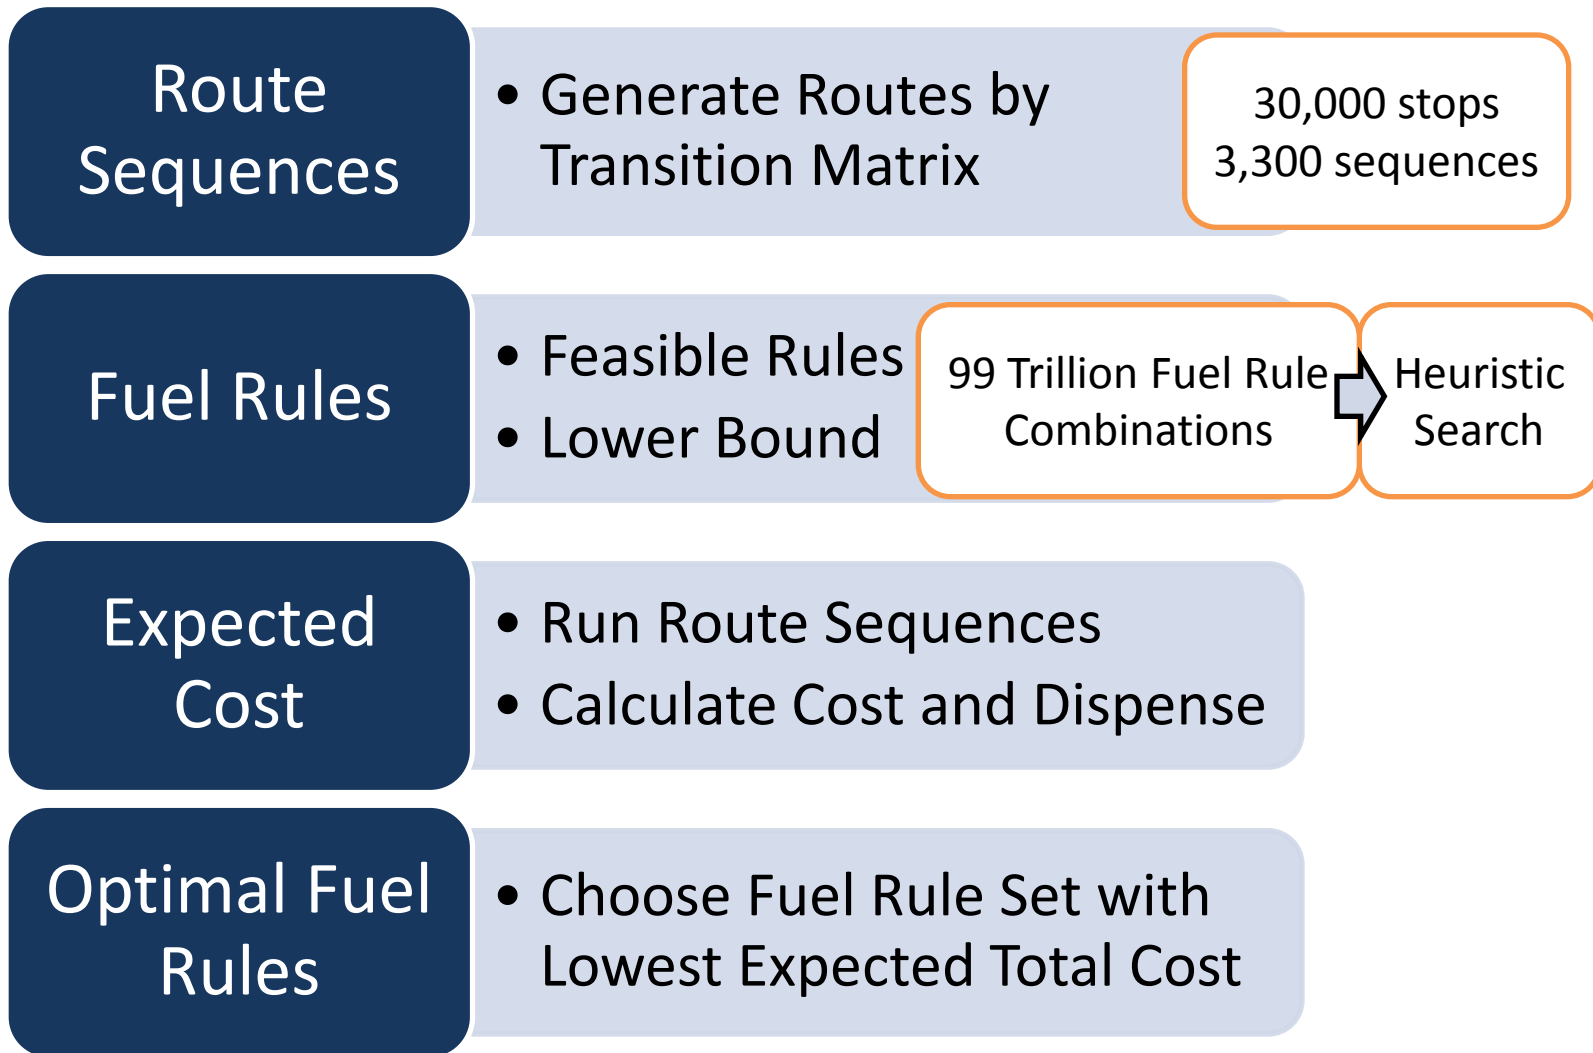 Route
Sequences
• Generate Routes by
Transition Matrix
30,000 stops
3,300 sequences
Fuel Rules
• Feasible Rules
• Lower Bound
99 Trillion Fuel Rule
Combinations
Heuristic
Search
Expected
Cost
• Run Route Sequences
• Calculate Cost and Dispense
Optimal Fuel
Rules
• Choose Fuel Rule Set with
Lowest Expected Total Cost